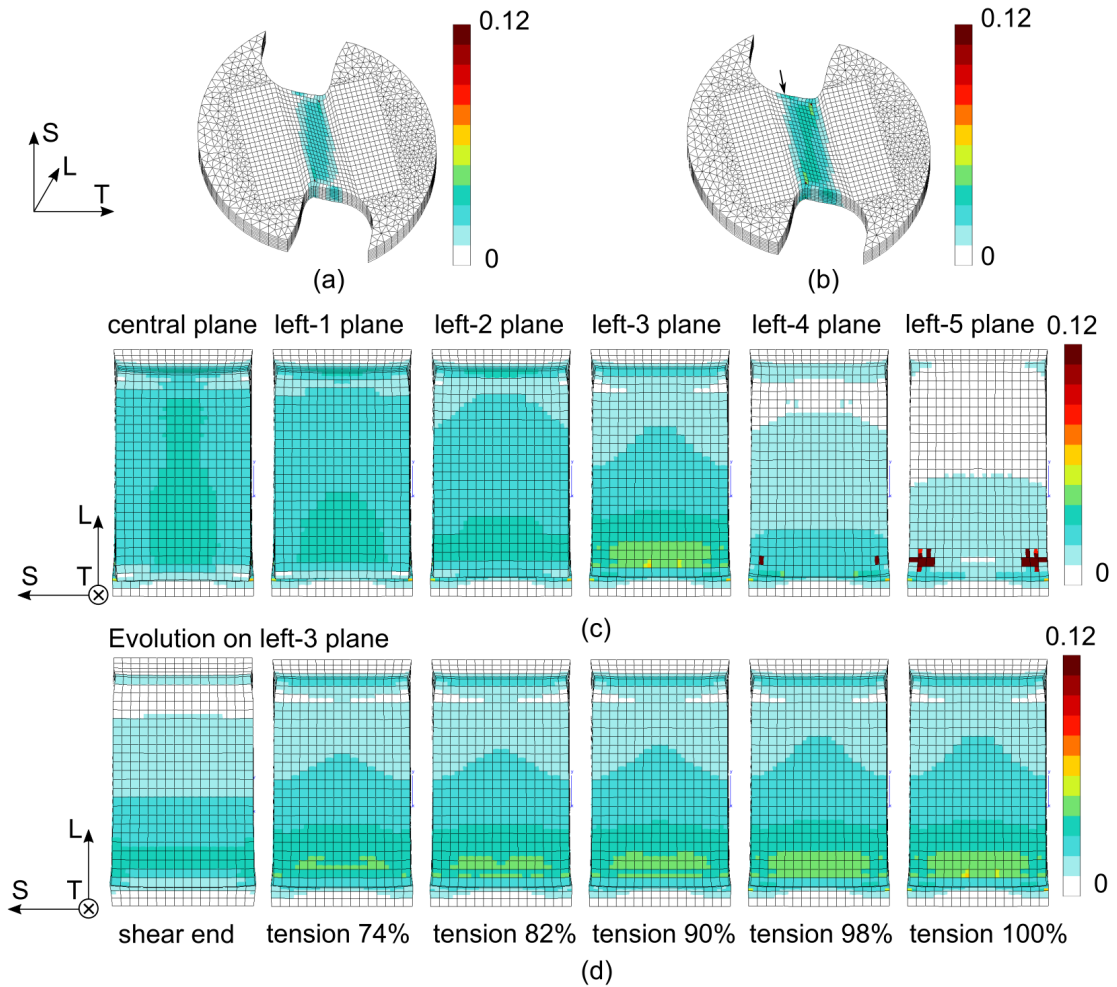 0.12
0.12
S
L
T
0
0
(a)
(b)
central plane
left-1 plane
left-2 plane
left-3 plane
left-4 plane
left-5 plane
0.12
L
S
T
0
(c)
Evolution on left-3 plane
0.12
L
S
T
0
shear end
tension 74%
tension 82%
tension 90%
tension 98%
tension 100%
(d)